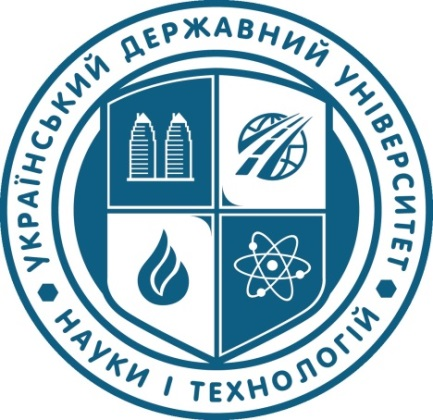 УКРАЇНСЬКИЙ ДЕРЖАВНИЙ УНІВЕРСИТЕТ
НАУКИ І ТЕХНОЛОГІЙ